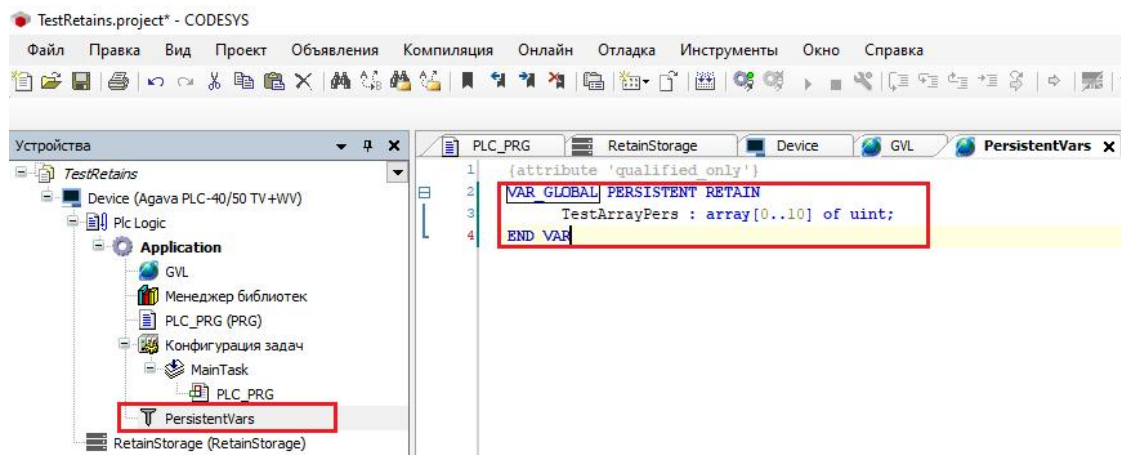 TestRetains.project* - CODESYS
Файл Правка Вид Проект Объявления Компиляция Онлайн Отладка Инструменты Окно Справка
Устройства
TestRetains
Device (Agava PLC-40/50 TV+WV)
Plc Logic
Application
GVL
Менеджер библиотек
PLC_PRG (PRG)
Конфигурация задач
MainTask
PLC_PRG
PersistentVars
RetainStorage (RetainStorage)
PLC_PRG RetainStorage Device GVL PersistentVars X
1 {attribute 'qualified_only'}
2 VAR_GLOBAL PERSISTENT RETAIN
3 TestArrayPers : array[0..10] of uint;
4 END_VAR